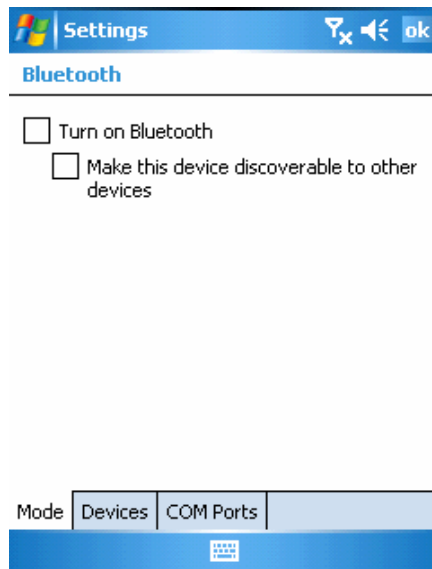 Settings
ok
Bluetooth
Turn on Bluetooth
Make this device discoverable to other
devices
Mode
Devices
COM Ports